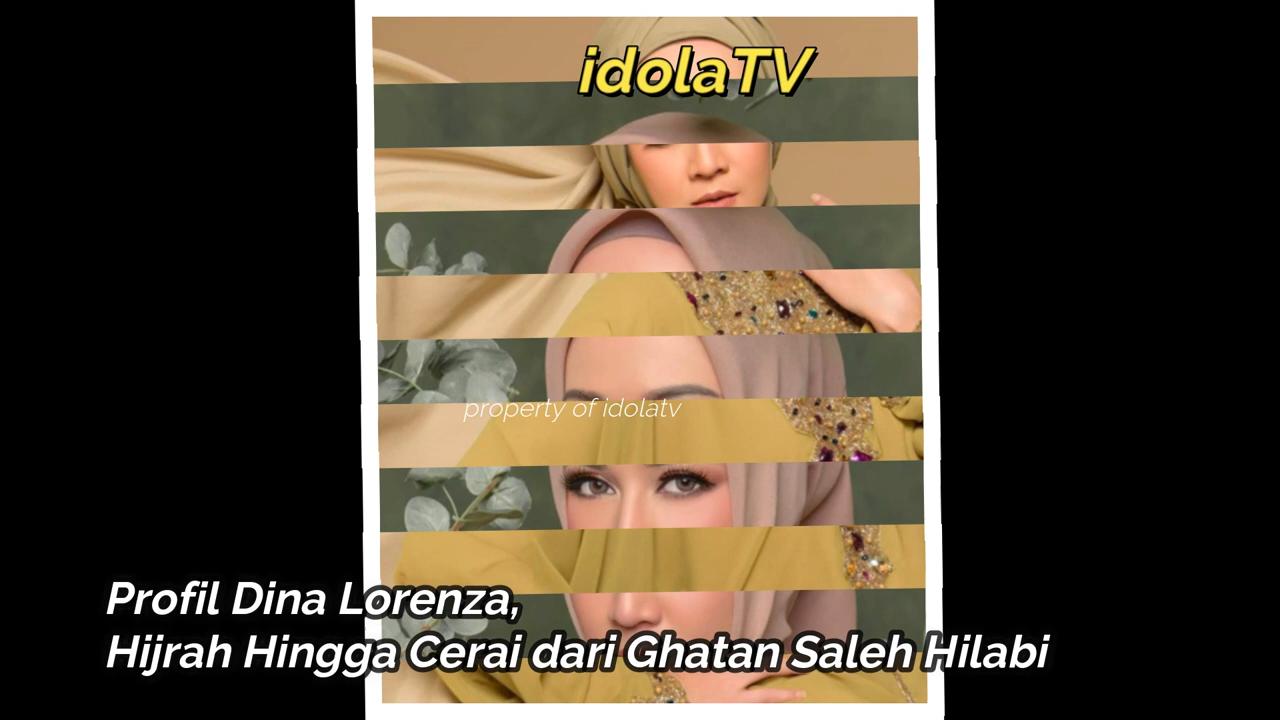 idolaTV
property of idolatv
Profil Dina Lorenza,
Hijrah Hingga Cerai dari Ghatan Saleh Hilabi